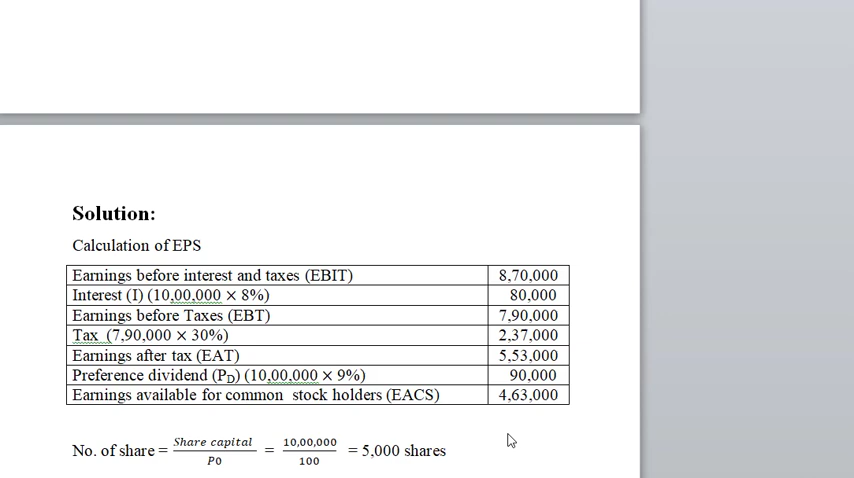 Solution:
Calculation of EPS
Earnings before interest and taxes (EBIT) 8,70,000
Interest (I) (10,00,000 × 8%) 80,000
Earnings before Taxes (EBT) 7,90,000
Tax (7,90,000 × 30%) 2,37,000
Earnings after tax (EAT) 5,53,000
Preference dividend (PD) (10,00,000 × 9%) 90,000
Earnings available for common stock holders (EACS) 4,63,000
No. of share = Share capital / P0 = 10,00,000 / 100 = 5,000 shares